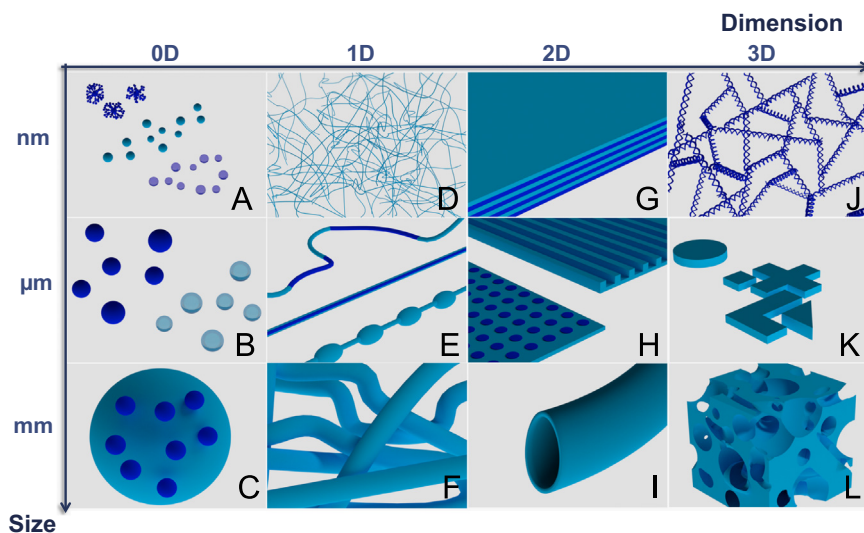 Dimension
0D 1D 2D 3D
nm
A D G J
μm
B E H K
mm
C F I L
Size